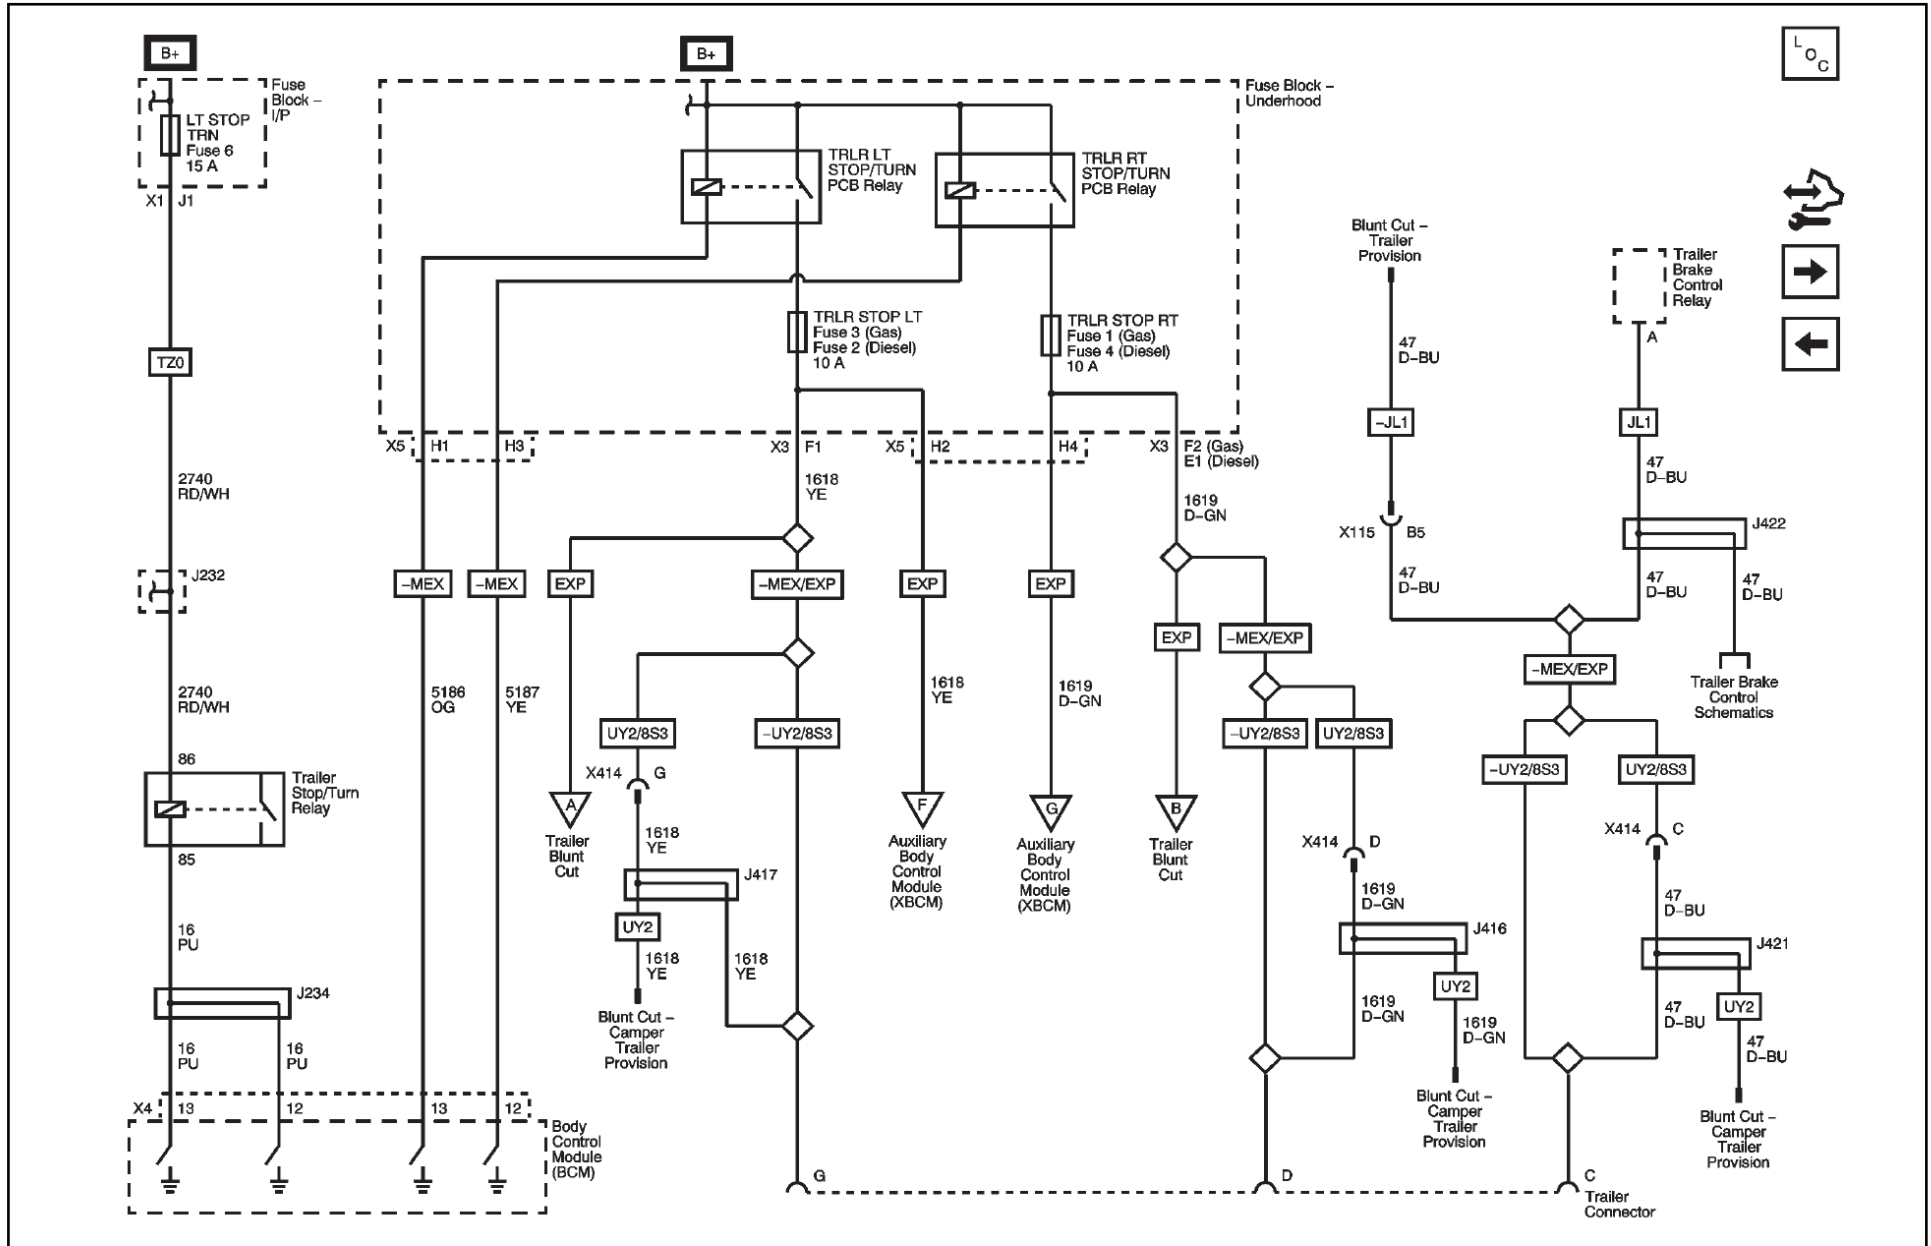 B+
B+
L
O
C
Fuse
Block –
I/P
LT STOP
TRN
Fuse 6
15 A
X1 J1
Fuse Block –
Underhood
TRLR LT
STOP/TURN
PCB Relay
TRLR RT
STOP/TURN
PCB Relay
Blunt Cut –
Trailer
Provision
Trailer
Brake
Control
Relay
A
TRLR STOP LT
Fuse 3 (Gas)
Fuse 2 (Diesel)
10 A
TRLR STOP RT
Fuse 1 (Gas)
Fuse 4 (Diesel)
10 A
47
D–BU
TZ0
–JL1
JL1
X5 H1 H3
X3 F1
X5 H2 H4
X3 F2 (Gas)
E1 (Diesel)
2740
RD/WH
1618
YE
1619
D–GN
47
D–BU
X115 B5
J422
J232
–MEX
–MEX
EXP
–MEX/EXP
EXP
EXP
47
D–BU
47
D–BU
47
D–BU
EXP
–MEX/EXP
–MEX/EXP
Trailer Brake
Control
Schematics
2740
RD/WH
5186
OG
5187
YE
1618
YE
1619
D–GN
UY2/8S3
–UY2/8S3
–UY2/8S3
UY2/8S3
–UY2/8S3
UY2/8S3
86
Trailer
Stop/Turn
Relay
85
X414 G
A
Trailer
Blunt
Cut
F
Auxiliary
Body
Control
Module
(XBCM)
G
Auxiliary
Body
Control
Module
(XBCM)
B
Trailer
Blunt
Cut
X414 D
X414 C
1618
YE
J417
UY2
1618
YE
1618
YE
1619
D–GN
J416
47
D–BU
J421
16
PU
UY2
UY2
1619
D–GN
1619
D–GN
47
D–BU
47
D–BU
J234
Blunt Cut –
Camper
Trailer
Provision
16
PU
16
PU
Blunt Cut –
Camper
Trailer
Provision
Blunt Cut –
Camper
Trailer
Provision
X4 13 12 13 12
Body
Control
Module
(BCM)
G
D
C
Trailer
Connector